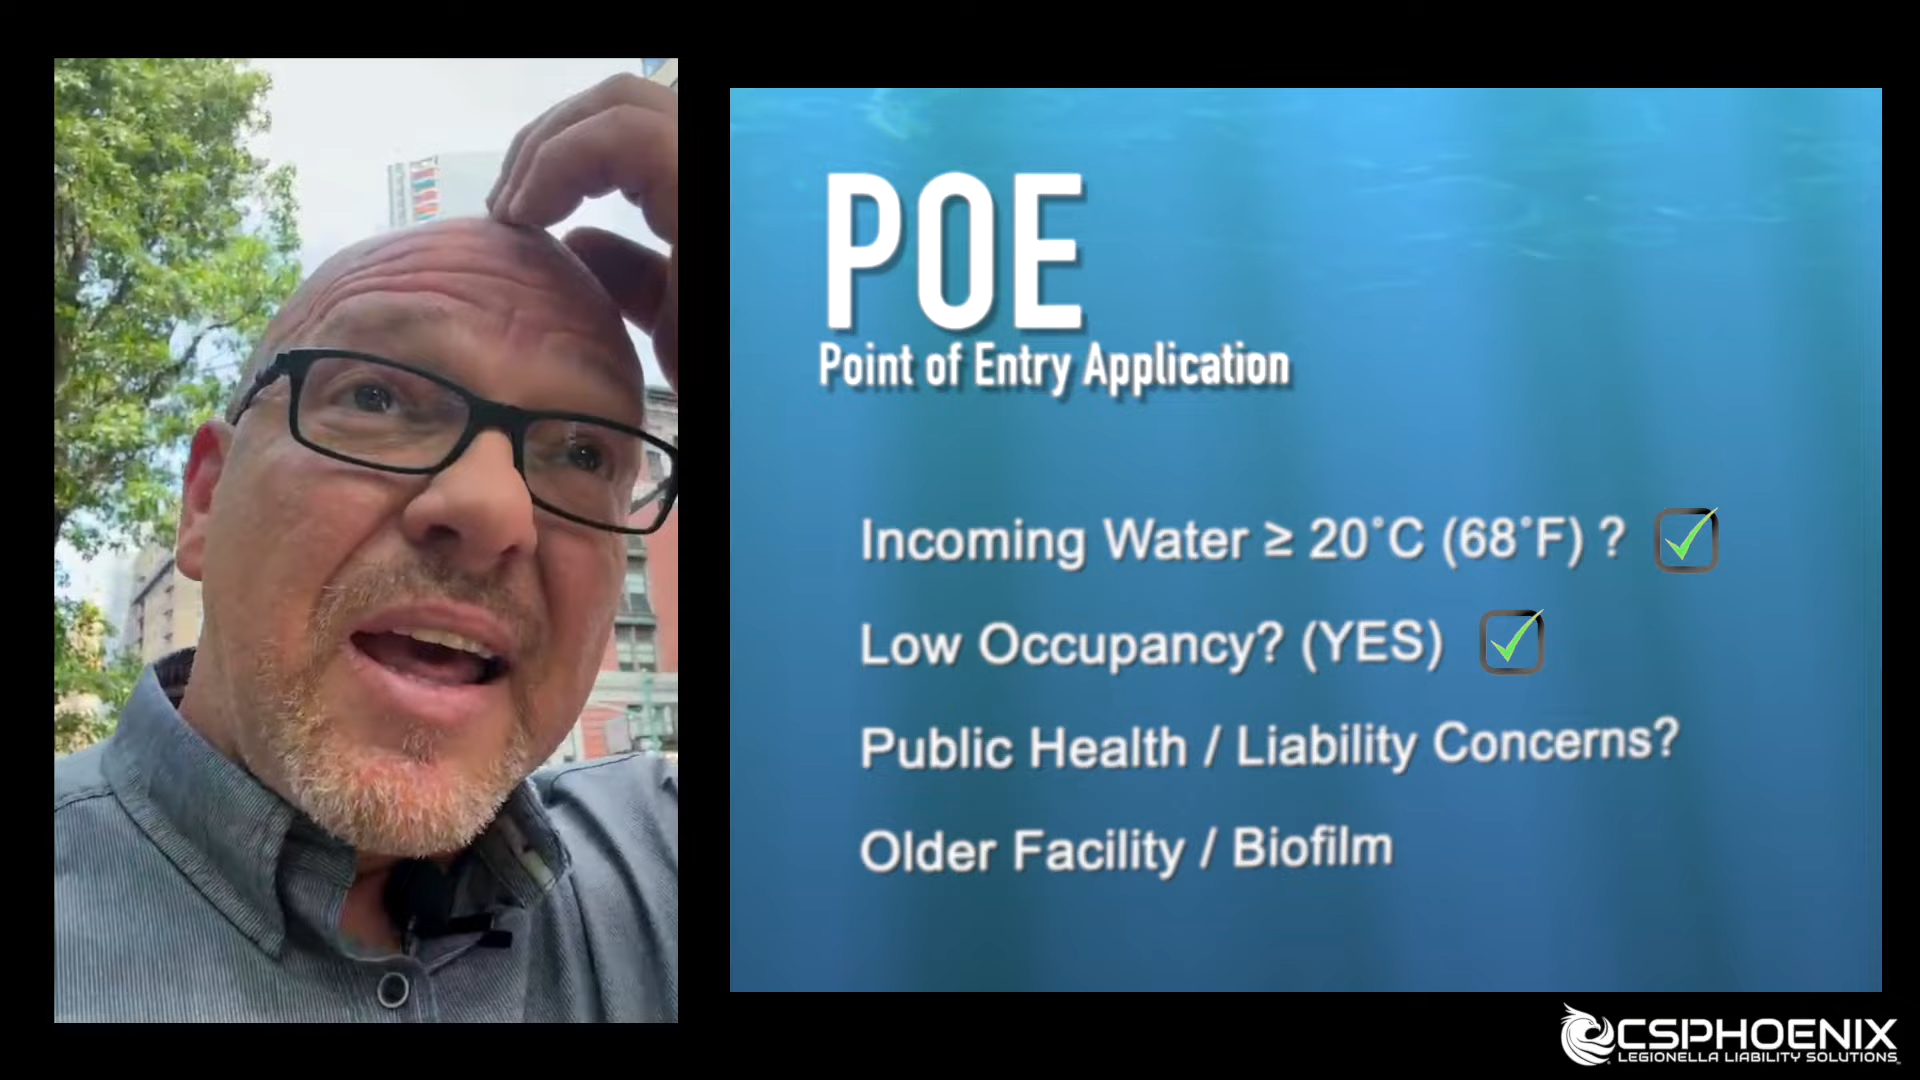 POE
Point of Entry Application
Incoming Water ≥ 20°C (68°F) ?
Low Occupancy? (YES)
Public Health / Liability Concerns?
Older Facility / Biofilm
CSPHOENIX
LEGIONELLA LIABILITY SOLUTIONS